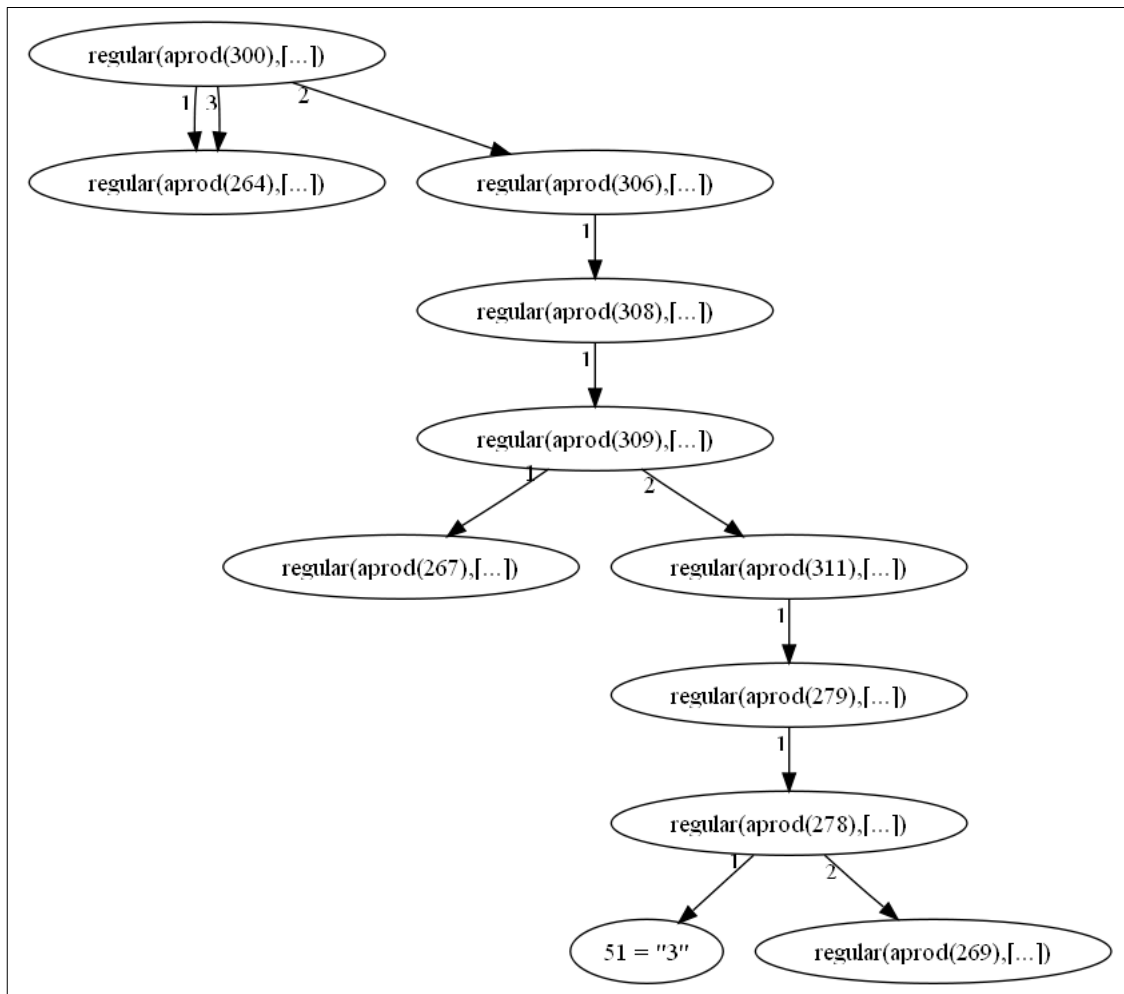 regular(aprod(300),[...])
1 3 2
regular(aprod(264),[...]) regular(aprod(306),[...])
1
regular(aprod(308),[...])
1
regular(aprod(309),[...])
1 2
regular(aprod(267),[...]) regular(aprod(311),[...])
1
regular(aprod(279),[...])
1
regular(aprod(278),[...])
1 2
51 = "3" regular(aprod(269),[...])